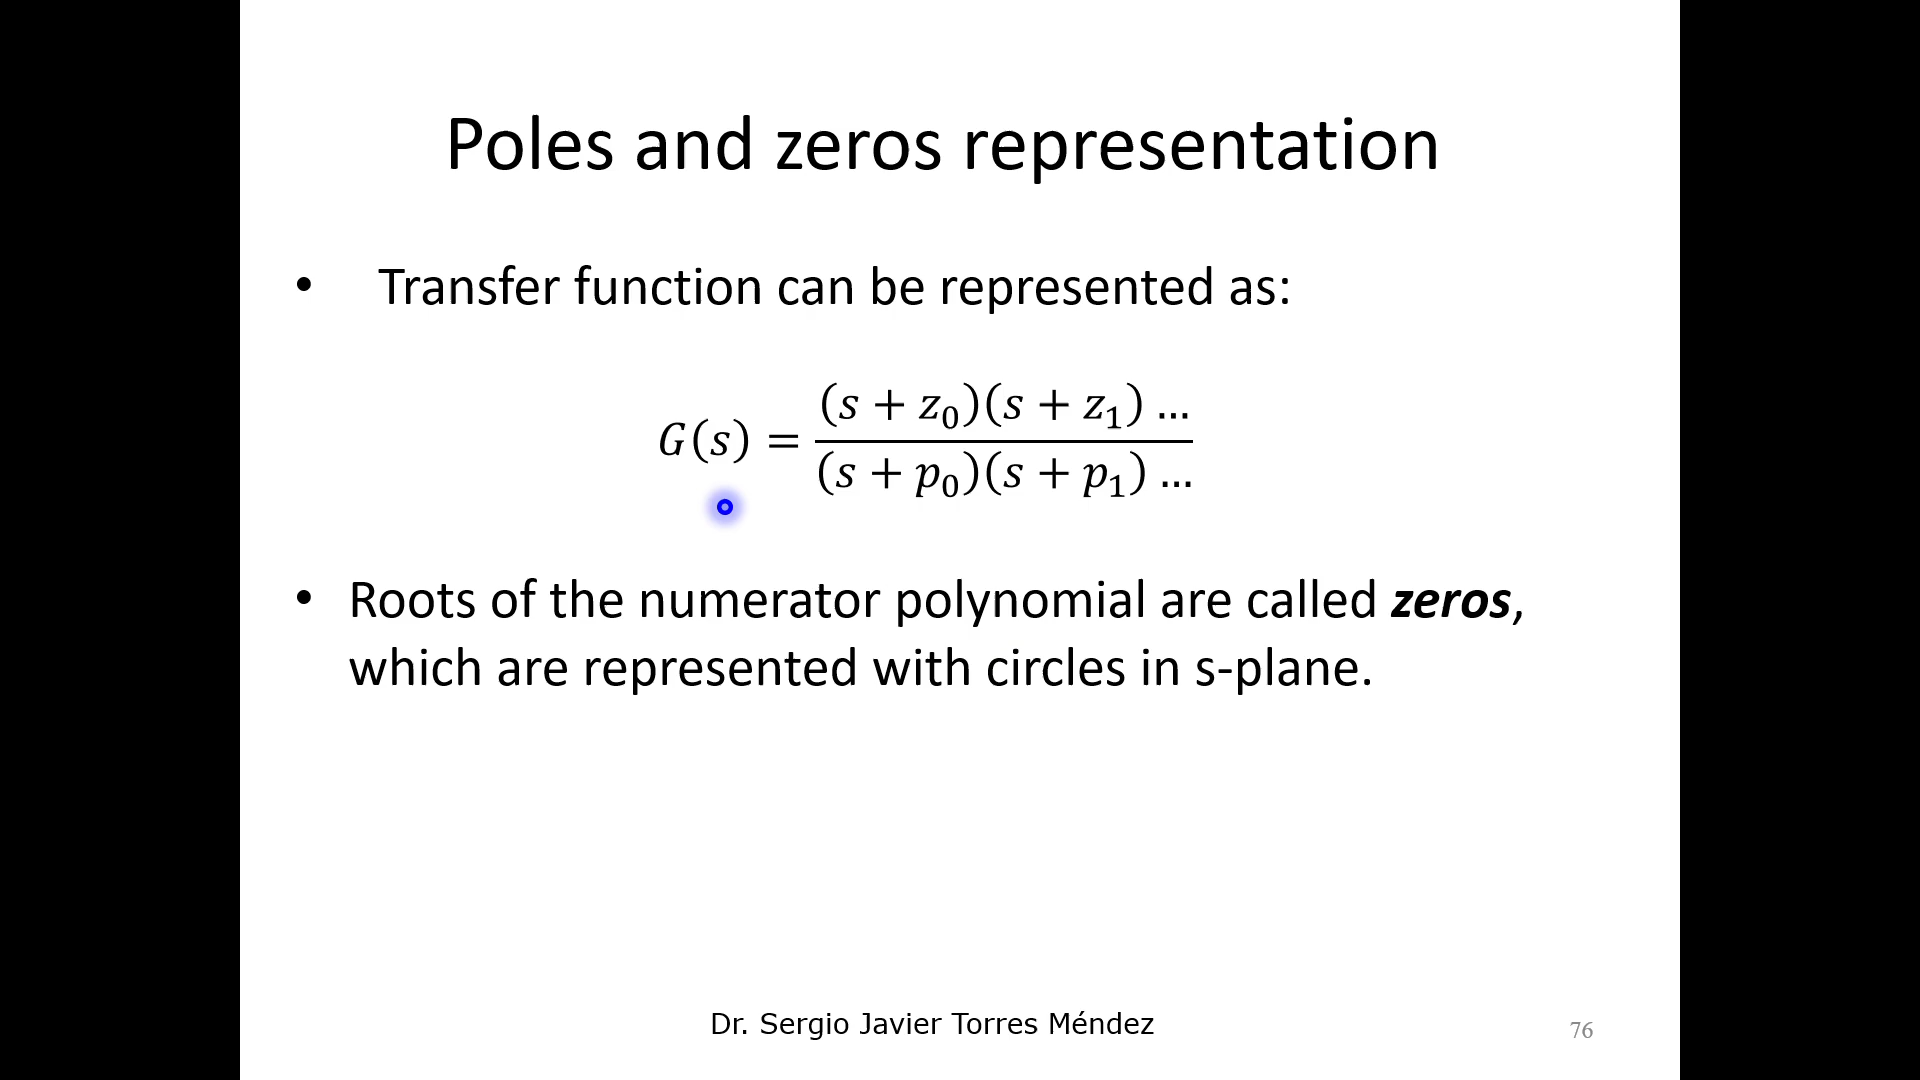 Poles and zeros representation
• Transfer function can be represented as:
G(s) = (s + z₀)(s + z₁) … / (s + p₀)(s + p₁) …
• Roots of the numerator polynomial are called zeros,
which are represented with circles in s-plane.
Dr. Sergio Javier Torres Méndez
76